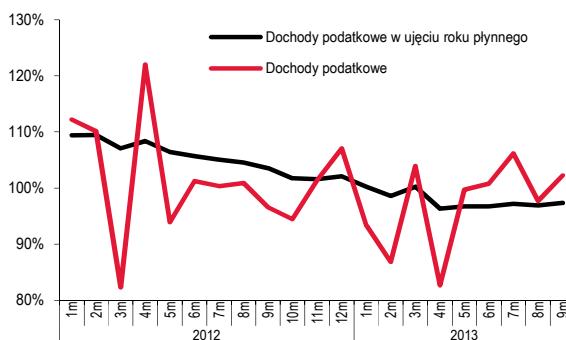 130%
120%
110%
100%
90%
80%
Dochody podatkowe w ujęciu roku płynnego
Dochody podatkowe
1m 2m 3m 4m 5m 6m 7m 8m 9m 10m 11m 12m 1m 2m 3m 4m 5m 6m 7m 8m 9m
2012 2013